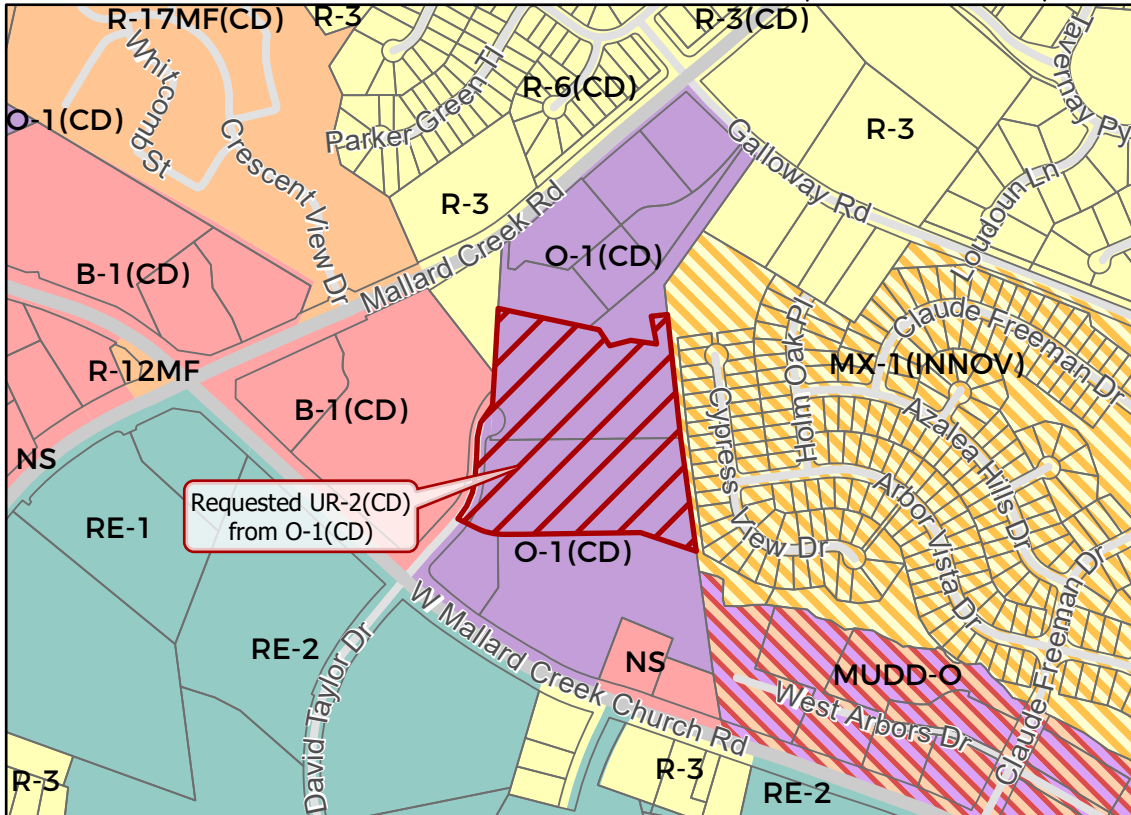 R-17MF(CD)
R-3
R-3(CD)
Tavernay
Whitcomb St
O-1(CD)
R-6(CD)
Parker Green Tl
R-3
Crescent View Dr
Galloway Rd
Loudoun Ln
R-3
Mallard Creek Rd
O-1(CD)
B-1(CD)
Claude Freeman Dr
Holm Oak Pl
MX-1(INNOV)
R-12MF
B-1(CD)
Azalea Hills Dr
Cypress View Dr
NS
Arbor Vista Dr
Requested UR-2(CD)
from O-1(CD)
RE-1
O-1(CD)
W Mallard Creek Church Rd
RE-2
NS
MUDD-O
Claude Freeman Dr
David Taylor Dr
West Arbors Dr
R-3
R-3
RE-2